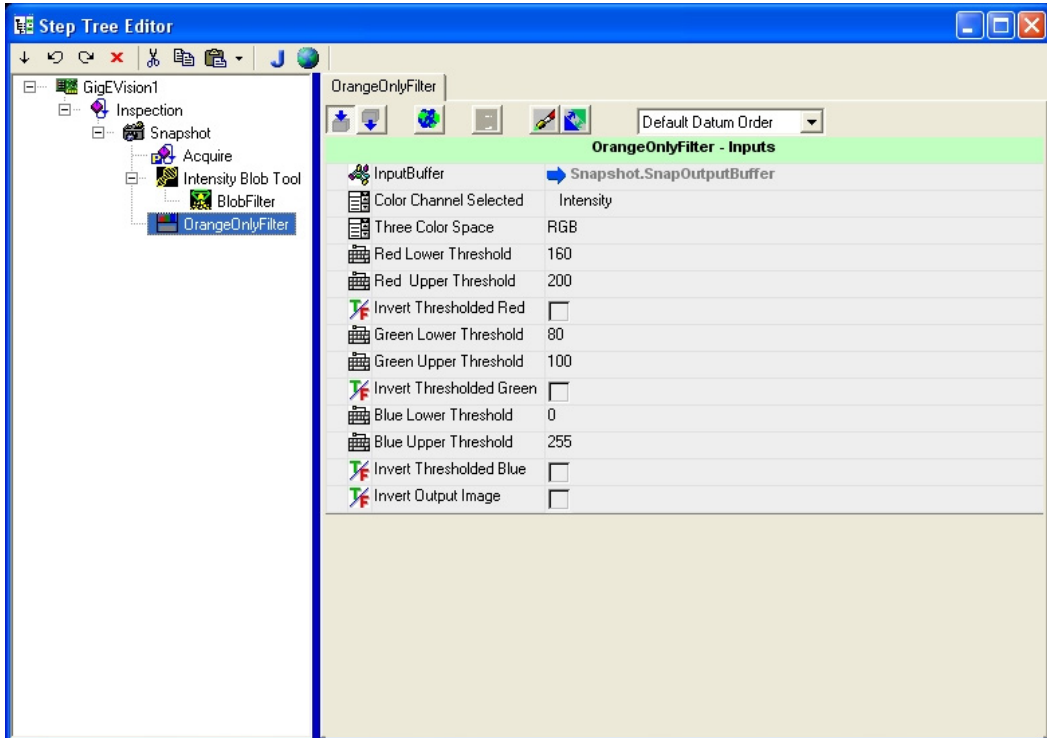 Step Tree Editor
GigEVision1
Inspection
Snapshot
Acquire
Intensity Blob Tool
BlobFilter
OrangeOnlyFilter
OrangeOnlyFilter
Default Datum Order
OrangeOnlyFilter - Inputs
InputBuffer Snapshot.SnapOutputBuffer
Color Channel Selected Intensity
Three Color Space RGB
Red Lower Threshold 160
Red Upper Threshold 200
T/F Invert Thresholded Red
Green Lower Threshold 80
Green Upper Threshold 100
T/F Invert Thresholded Green
Blue Lower Threshold 0
Blue Upper Threshold 255
T/F Invert Thresholded Blue
T/F Invert Output Image